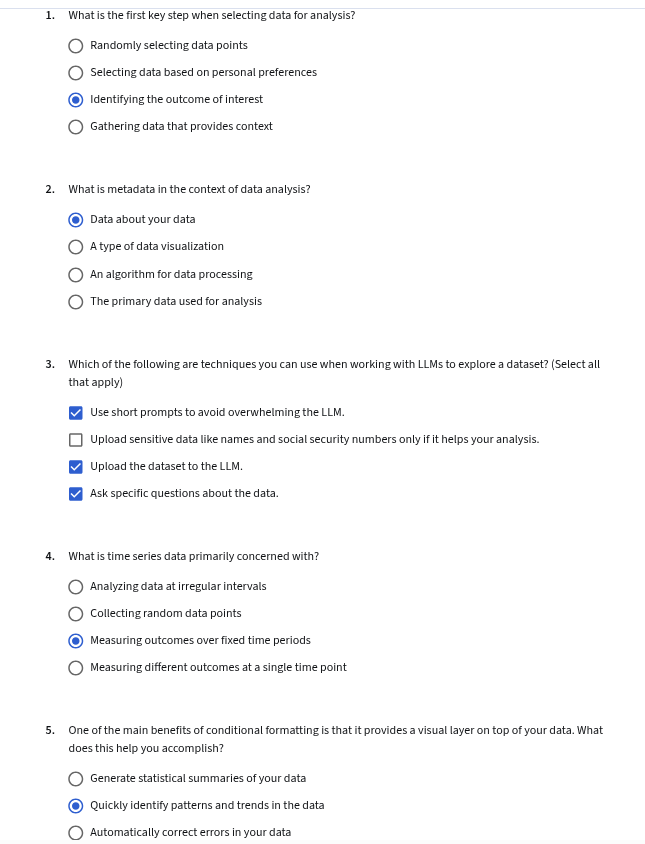 1. What is the first key step when selecting data for analysis?
Randomly selecting data points
Selecting data based on personal preferences
Identifying the outcome of interest
Gathering data that provides context
2. What is metadata in the context of data analysis?
Data about your data
A type of data visualization
An algorithm for data processing
The primary data used for analysis
3. Which of the following are techniques you can use when working with LLMs to explore a dataset? (Select all
that apply)
Use short prompts to avoid overwhelming the LLM.
Upload sensitive data like names and social security numbers only if it helps your analysis.
Upload the dataset to the LLM.
Ask specific questions about the data.
4. What is time series data primarily concerned with?
Analyzing data at irregular intervals
Collecting random data points
Measuring outcomes over fixed time periods
Measuring different outcomes at a single time point
5. One of the main benefits of conditional formatting is that it provides a visual layer on top of your data. What
does this help you accomplish?
Generate statistical summaries of your data
Quickly identify patterns and trends in the data
Automatically correct errors in your data